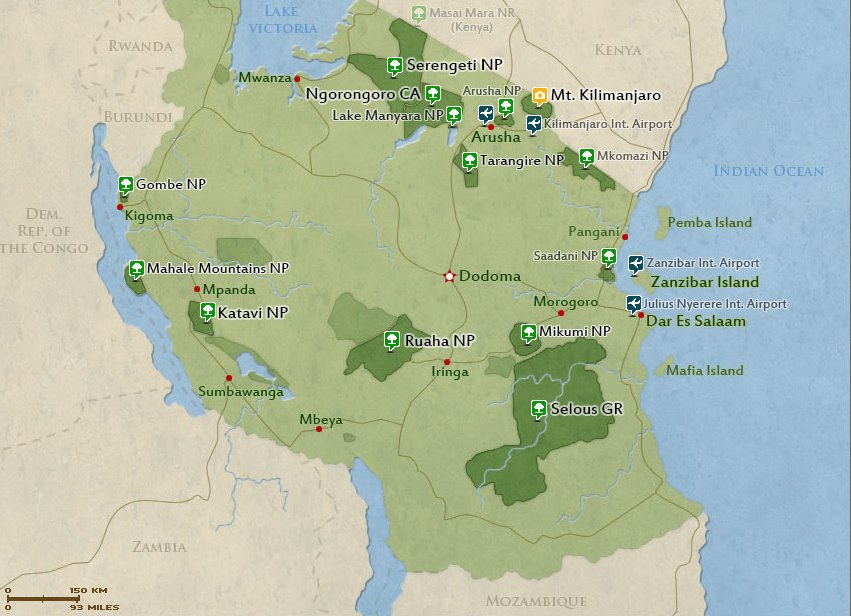 Masai Mara NR
(Kenya)
LAKE
VICTORIA
RWANDA
KENYA
Serengeti NP
Mwanza
Ngorongoro CA
Arusha NP
Mt. Kilimanjaro
Lake Manyara NP
BURUNDI
Kilimanjaro Int. Airport
Arusha
Tarangire NP
Mkomazi NP
INDIAN OCEAN
Gombe NP
Kigoma
DEM.
REP. OF
THE CONGO
Pemba Island
Pangani
Saadani NP
Zanzibar Int. Airport
Mahale Mountains NP
Dodoma
Zanzibar Island
Mpanda
Morogoro
Julius Nyerere Int. Airport
Katavi NP
Dar Es Salaam
Mikumi NP
Ruaha NP
Iringa
Mafia Island
Sumbawanga
Selous GR
Mbeya
ZAMBIA
MOZAMBIQUE
0 150 KM
0 93 MILES